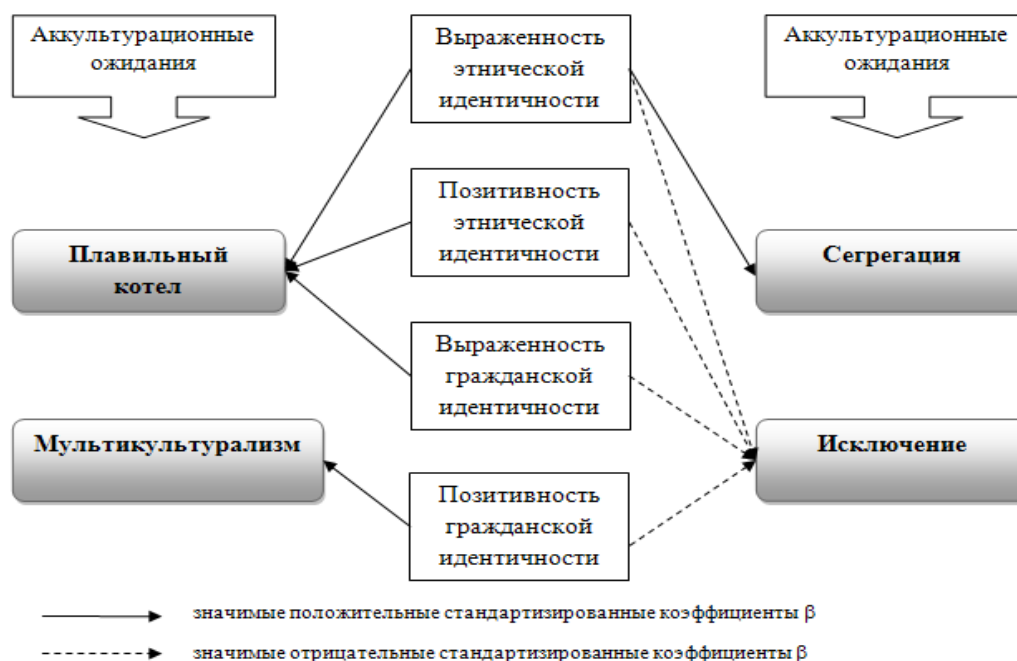 Аккультурационные
ожидания
Выраженность
этнической
идентичности
Аккультурационные
ожидания
Позитивность
этнической
идентичности
Плавильный
котел
Сегрегация
Выраженность
гражданской
идентичности
Мультикультурализм
Исключение
Позитивность
гражданской
идентичности
значимые положительные стандартизированные коэффициенты β
значимые отрицательные стандартизированные коэффициенты β